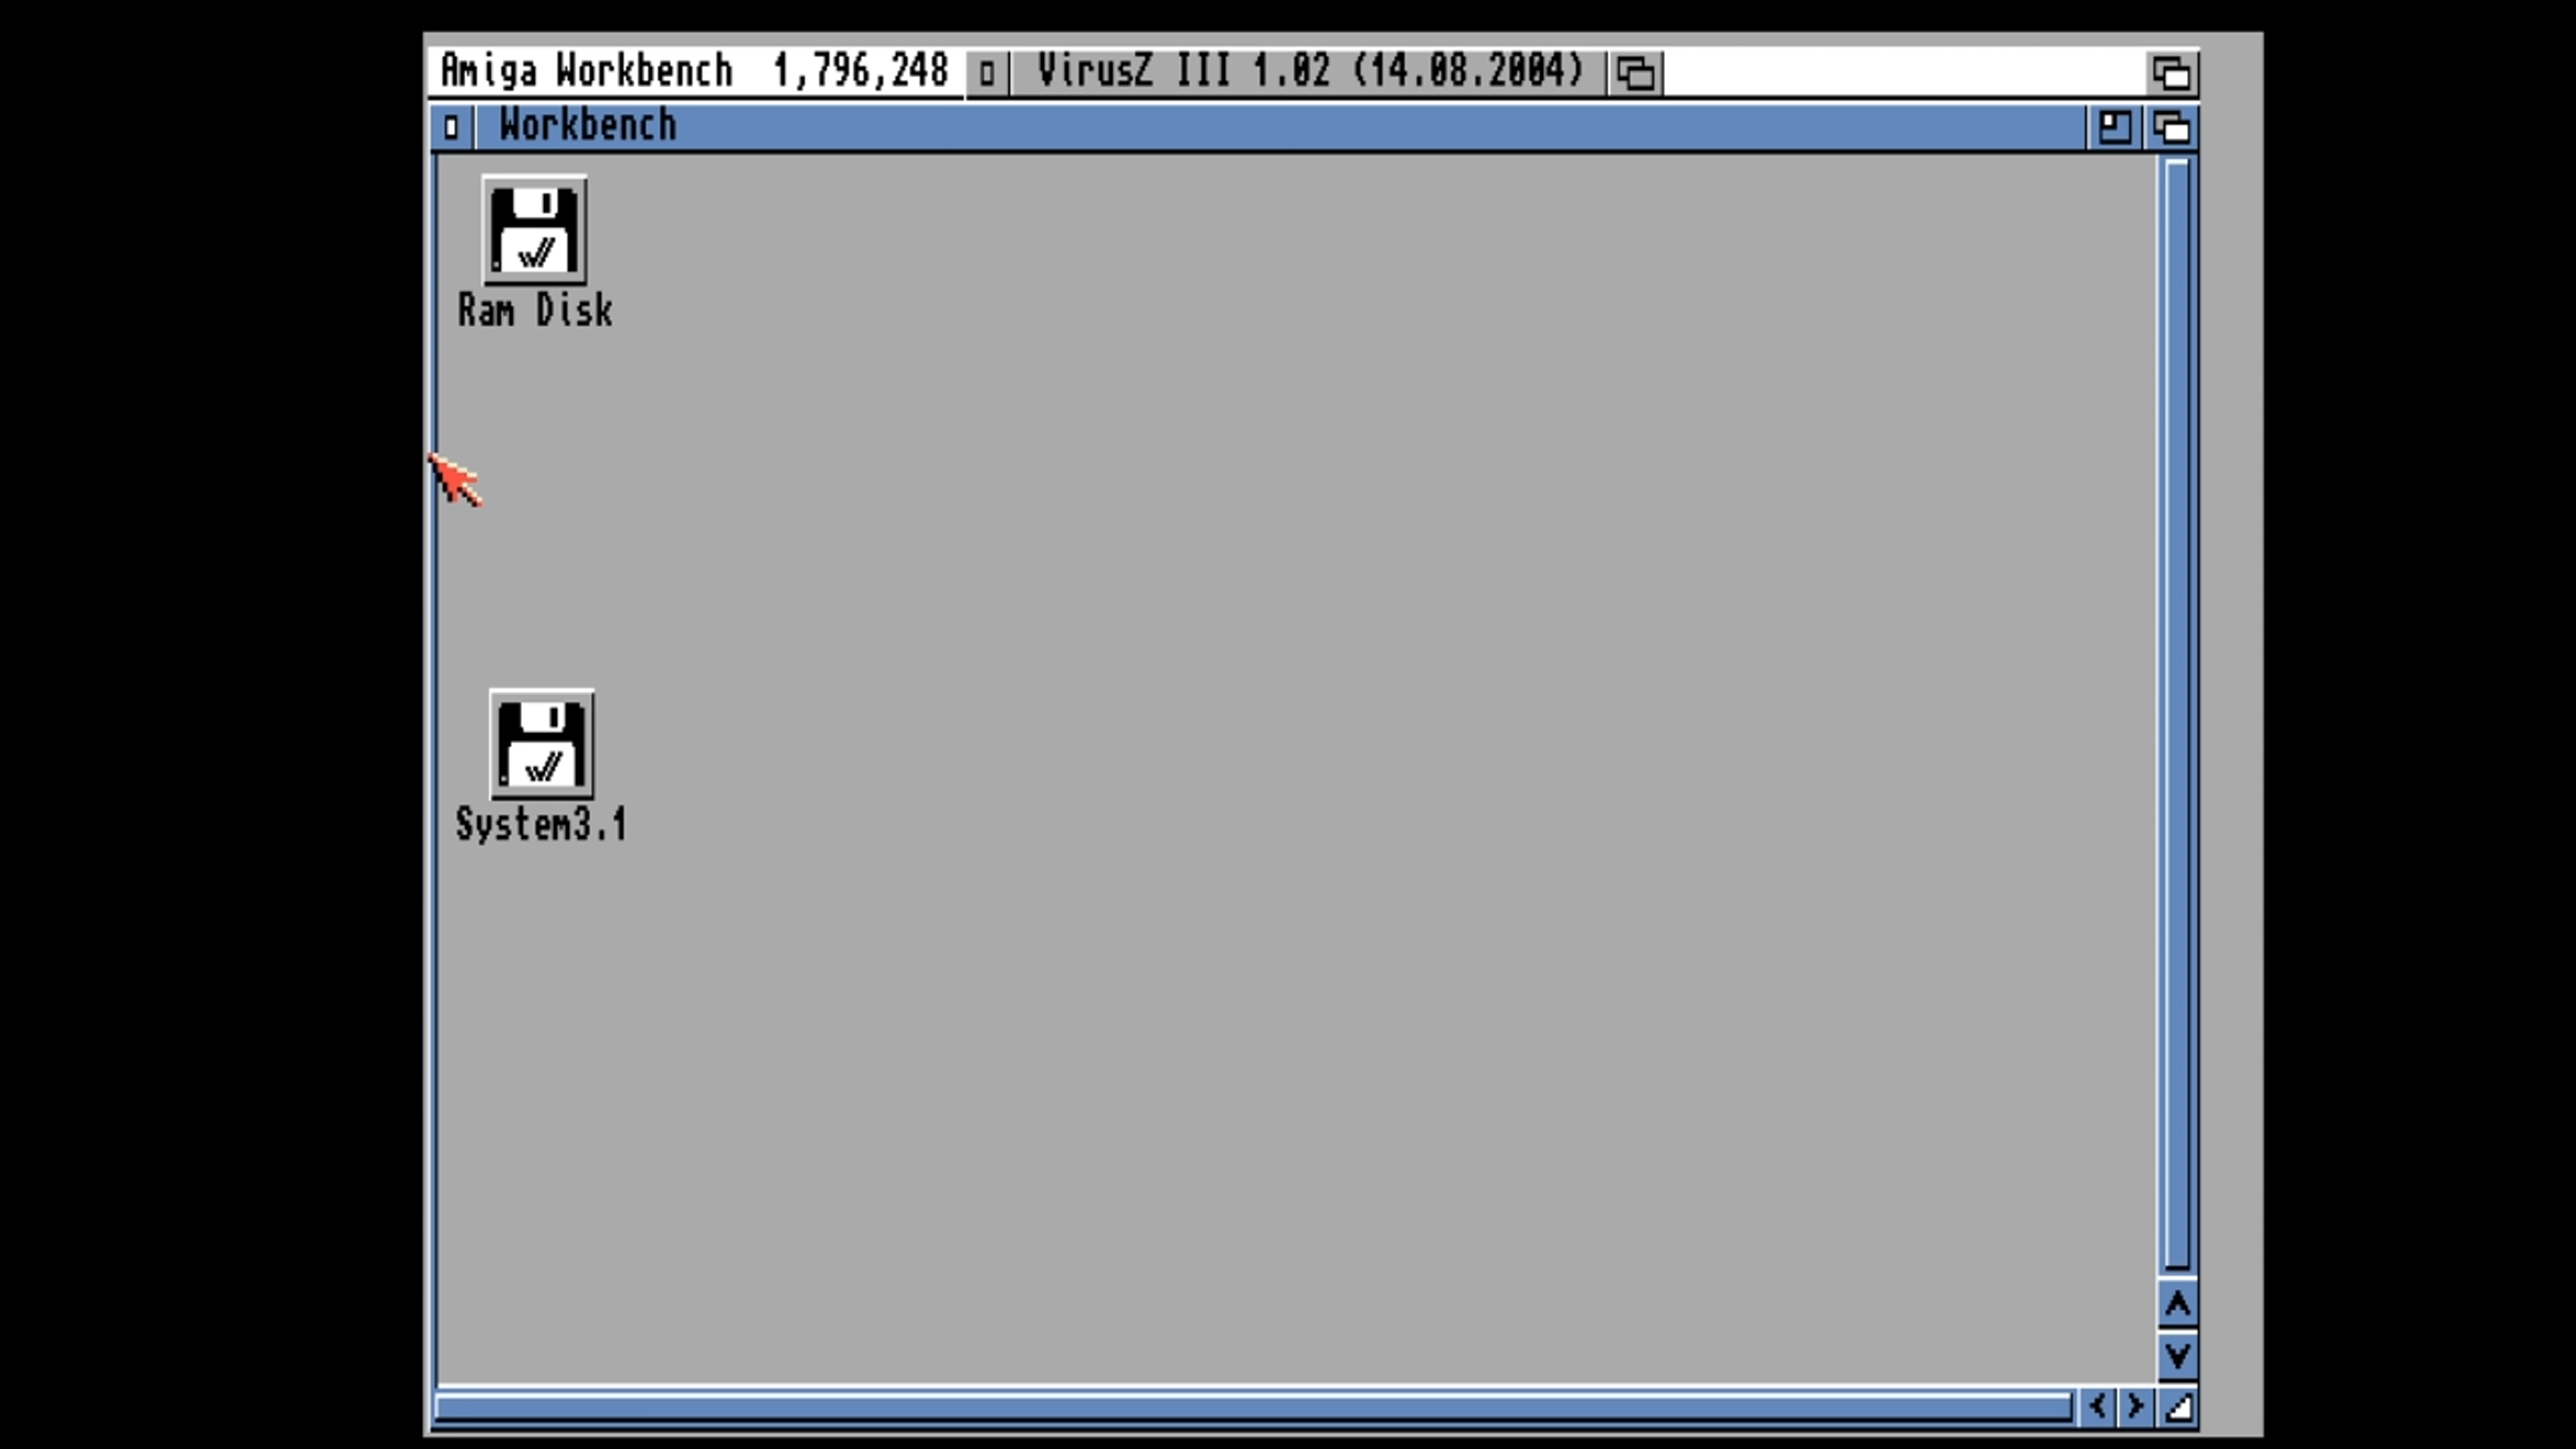 Amiga Workbench 1,796,248 VirusZ III 1.02 (14.08.2004)
Workbench
Ram Disk
System3.1